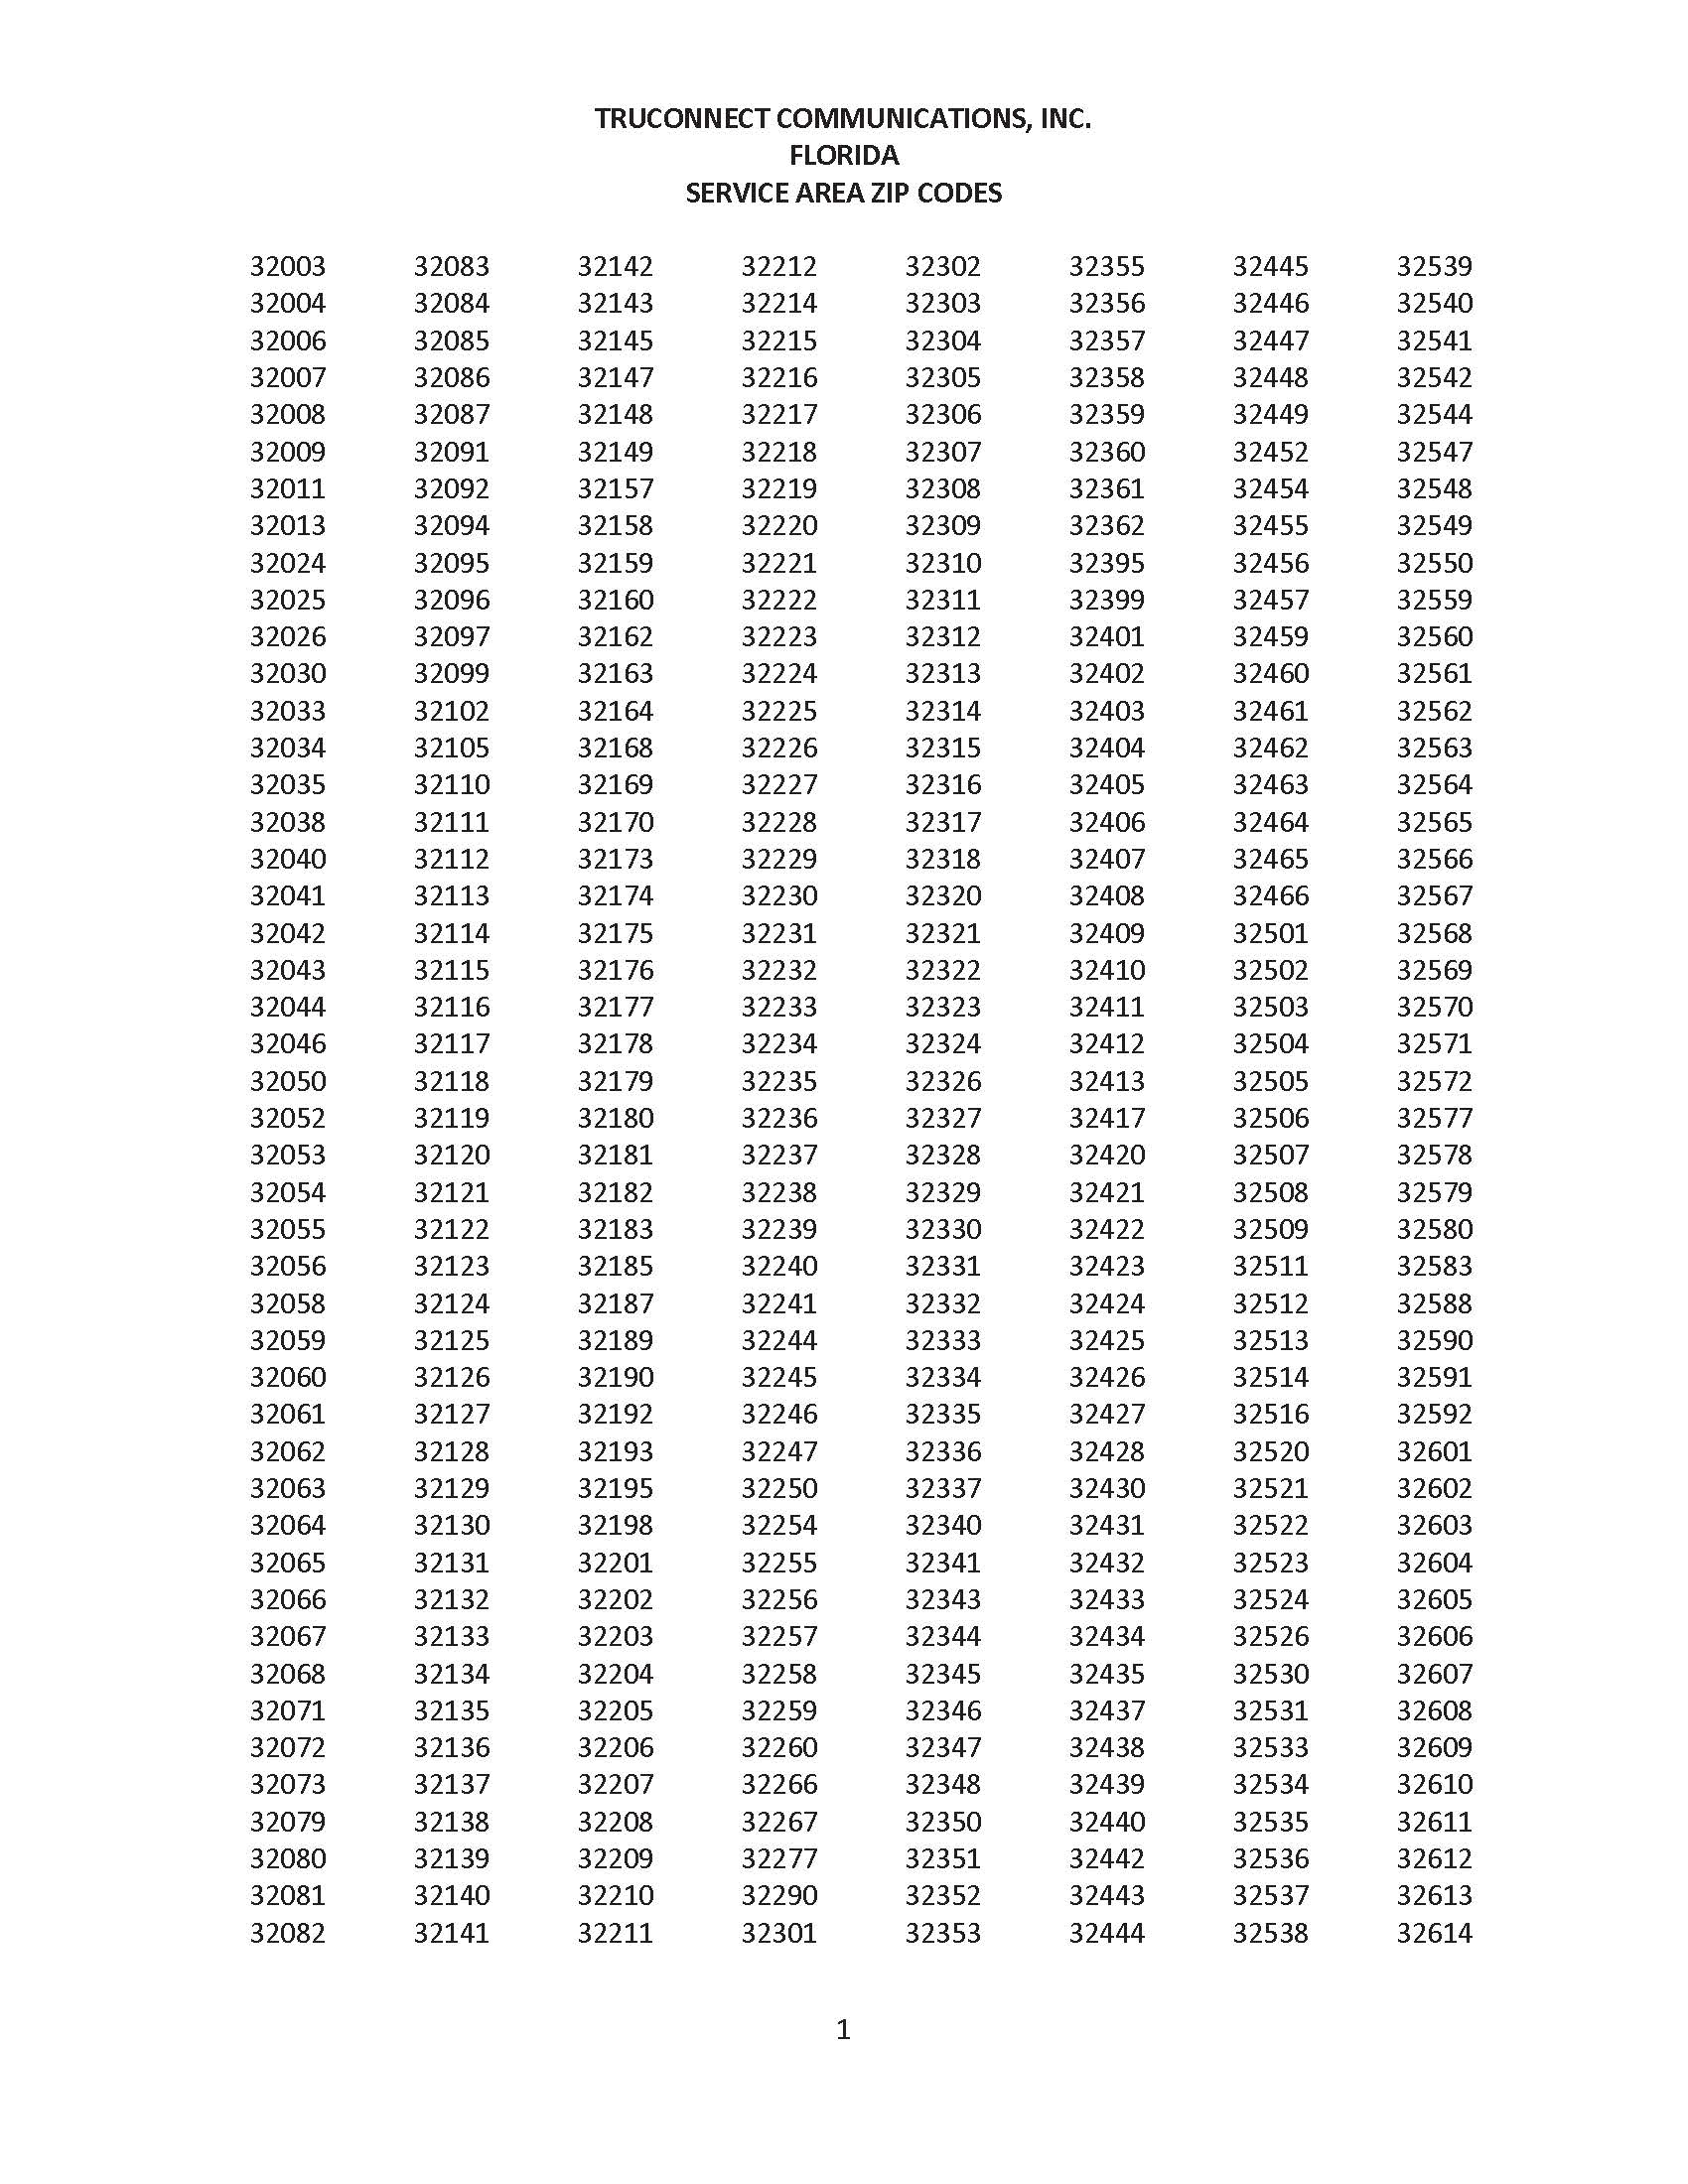 TRUCONNECT COMMUNICATIONS, INC.
FLORIDA
SERVICE AREA ZIP CODES
32003 32083 32142 32212 32302 32355 32445 32539
32004 32084 32143 32214 32303 32356 32446 32540
32006 32085 32145 32215 32304 32357 32447 32541
32007 32086 32147 32216 32305 32358 32448 32542
32008 32087 32148 32217 32306 32359 32449 32544
32009 32091 32149 32218 32307 32360 32452 32547
32011 32092 32157 32219 32308 32361 32454 32548
32013 32094 32158 32220 32309 32362 32455 32549
32024 32095 32159 32221 32310 32395 32456 32550
32025 32096 32160 32222 32311 32399 32457 32559
32026 32097 32162 32223 32312 32401 32459 32560
32030 32099 32163 32224 32313 32402 32460 32561
32033 32102 32164 32225 32314 32403 32461 32562
32034 32105 32168 32226 32315 32404 32462 32563
32035 32110 32169 32227 32316 32405 32463 32564
32038 32111 32170 32228 32317 32406 32464 32565
32040 32112 32173 32229 32318 32407 32465 32566
32041 32113 32174 32230 32320 32408 32466 32567
32042 32114 32175 32231 32321 32409 32501 32568
32043 32115 32176 32232 32322 32410 32502 32569
32044 32116 32177 32233 32323 32411 32503 32570
32046 32117 32178 32234 32324 32412 32504 32571
32050 32118 32179 32235 32326 32413 32505 32572
32052 32119 32180 32236 32327 32417 32506 32577
32053 32120 32181 32237 32328 32420 32507 32578
32054 32121 32182 32238 32329 32421 32508 32579
32055 32122 32183 32239 32330 32422 32509 32580
32056 32123 32185 32240 32331 32423 32511 32583
32058 32124 32187 32241 32332 32424 32512 32588
32059 32125 32189 32244 32333 32425 32513 32590
32060 32126 32190 32245 32334 32426 32514 32591
32061 32127 32192 32246 32335 32427 32516 32592
32062 32128 32193 32247 32336 32428 32520 32601
32063 32129 32195 32250 32337 32430 32521 32602
32064 32130 32198 32254 32340 32431 32522 32603
32065 32131 32201 32255 32341 32432 32523 32604
32066 32132 32202 32256 32343 32433 32524 32605
32067 32133 32203 32257 32344 32434 32526 32606
32068 32134 32204 32258 32345 32435 32530 32607
32071 32135 32205 32259 32346 32437 32531 32608
32072 32136 32206 32260 32347 32438 32533 32609
32073 32137 32207 32266 32348 32439 32534 32610
32079 32138 32208 32267 32350 32440 32535 32611
32080 32139 32209 32277 32351 32442 32536 32612
32081 32140 32210 32290 32352 32443 32537 32613
32082 32141 32211 32301 32353 32444 32538 32614
1